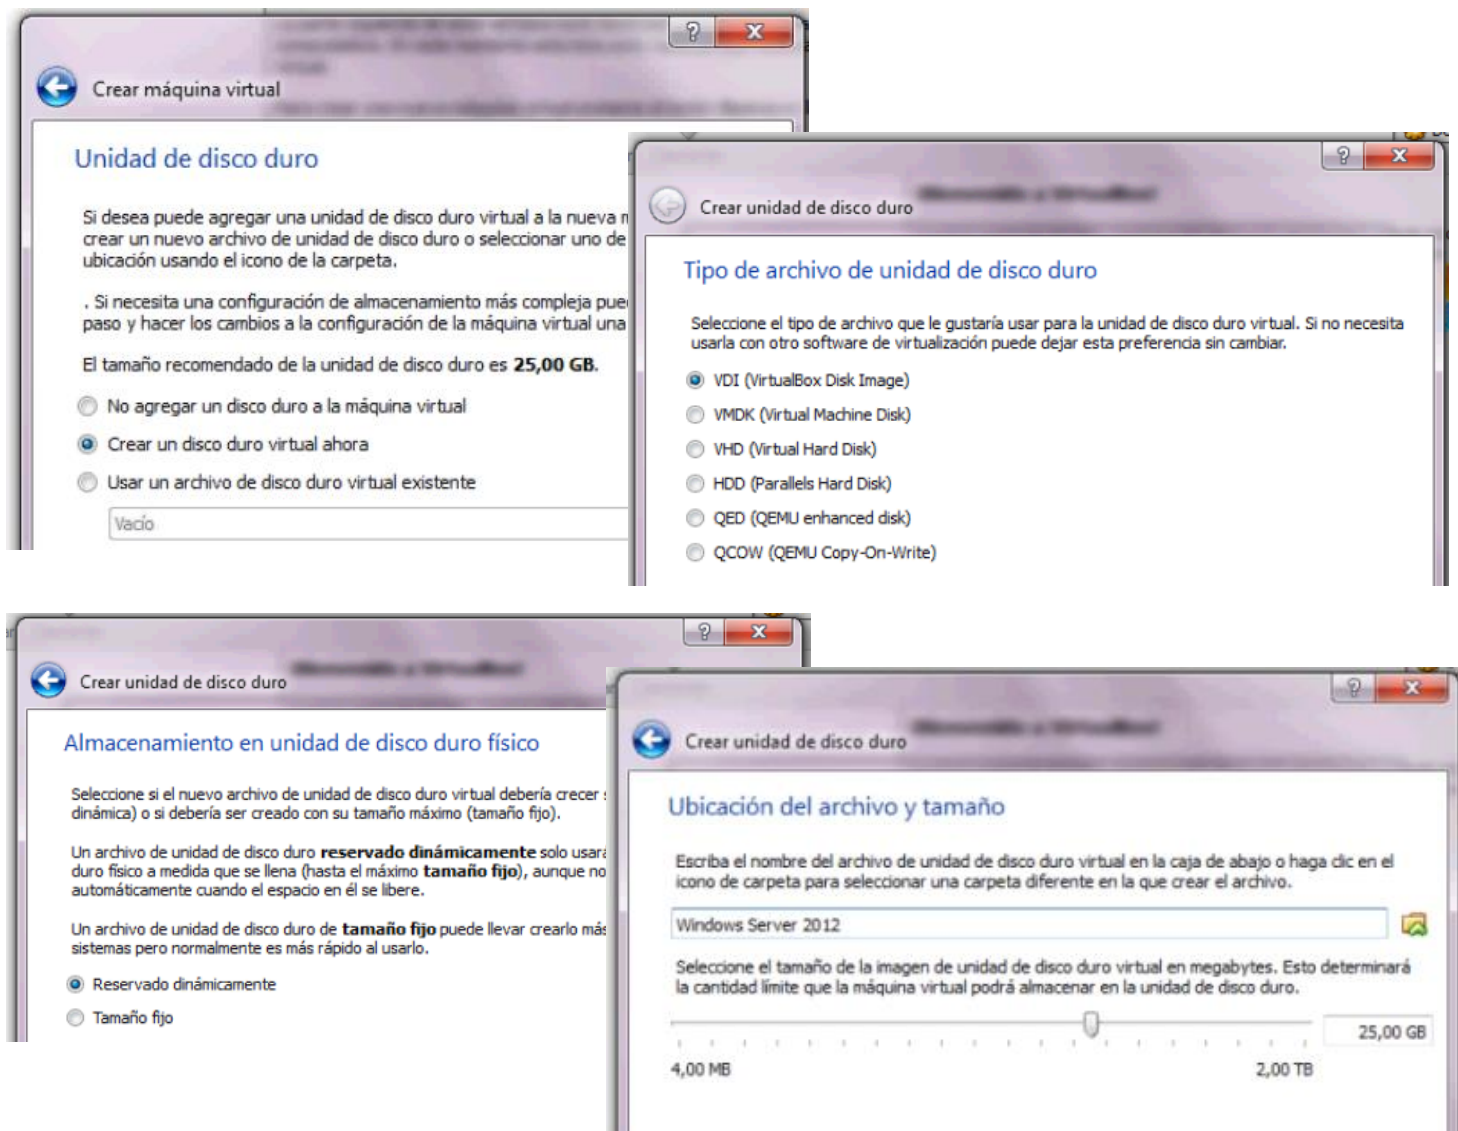 Crear máquina virtual
Unidad de disco duro
Si desea puede agregar una unidad de disco duro virtual a la nueva
crear un nuevo archivo de unidad de disco duro o seleccionar uno de
ubicación usando el icono de la carpeta.
. Si necesita una configuración de almacenamiento más compleja
paso y hacer los cambios a la configuración de la máquina virtual una
El tamaño recomendado de la unidad de disco duro es 25,00 GB.
No agregar un disco duro a la máquina virtual
Crear un disco duro virtual ahora
Usar un archivo de disco duro virtual existente
Vacío
Crear unidad de disco duro
Tipo de archivo de unidad de disco duro
Seleccione el tipo de archivo que le gustaría usar para la unidad de disco duro virtual. Si no necesita
usarla con otro software de virtualización puede dejar esta preferencia sin cambiar.
VDI (VirtualBox Disk Image)
VMDK (Virtual Machine Disk)
VHD (Virtual Hard Disk)
HDD (Parallels Hard Disk)
QED (QEMU enhanced disk)
QCOW (QEMU Copy-On-Write)
Crear unidad de disco duro
Almacenamiento en unidad de disco duro físico
Seleccione si el nuevo archivo de unidad de disco duro virtual debería crecer
dinámica) o si debería ser creado con su tamaño máximo (tamaño fijo).
Un archivo de unidad de disco duro reservado dinámicamente solo usará
duro físico a medida que se llena (hasta el máximo tamaño fijo), aunque no
automáticamente cuando el espacio en él se libere.
Un archivo de unidad de disco duro de tamaño fijo puede llevar crearlo más
sistemas pero normalmente es más rápido al usarlo.
Reservado dinámicamente
Tamaño fijo
Crear unidad de disco duro
Ubicación del archivo y tamaño
Escriba el nombre del archivo de unidad de disco duro virtual en la caja de abajo o haga clic en el
icono de carpeta para seleccionar una carpeta diferente en la que crear el archivo.
Windows Server 2012
Seleccione el tamaño de la imagen de unidad de disco duro virtual en megabytes. Esto determinará
la cantidad límite que la máquina virtual podrá almacenar en la unidad de disco duro.
25,00 GB
4,00 MB
2,00 TB